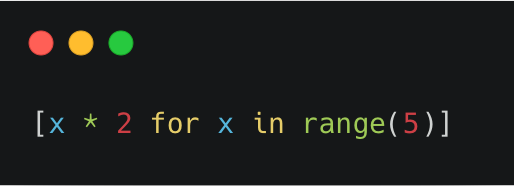 [x * 2 for x in range(5)]